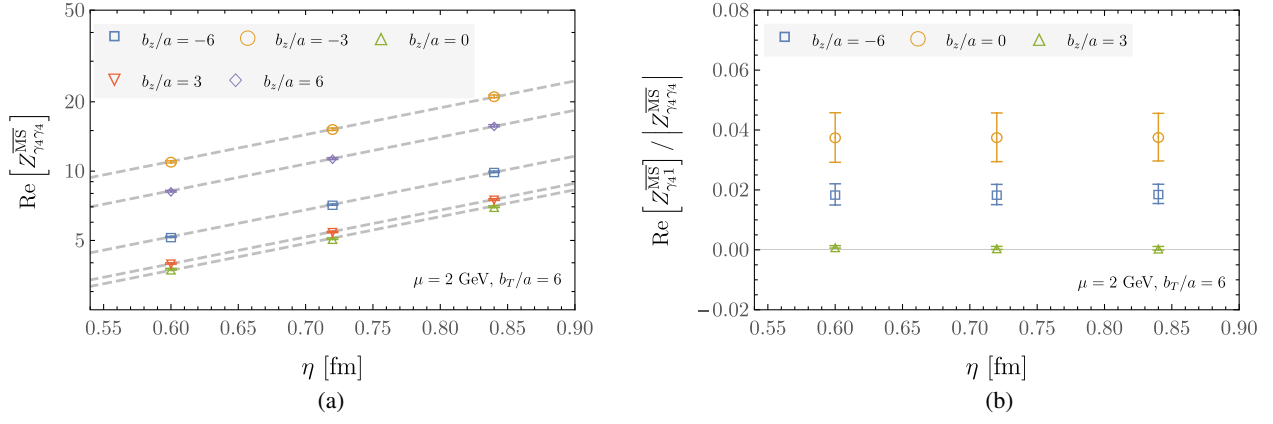 50
20
10
5
Re [Z^{\overline{MS}}_{γ4γ4}]
b_z/a = −6
b_z/a = −3
b_z/a = 0
b_z/a = 3
b_z/a = 6
μ = 2 GeV, b_T/a = 6
0.55 0.60 0.65 0.70 0.75 0.80 0.85 0.90
η [fm]
(a)
0.08
0.06
0.04
0.02
0.00
−0.02
Re [Z^{\overline{MS}}_{γ4 1}] / |Z^{\overline{MS}}_{γ4γ4}|
b_z/a = −6
b_z/a = 0
b_z/a = 3
μ = 2 GeV, b_T/a = 6
0.55 0.60 0.65 0.70 0.75 0.80 0.85 0.90
η [fm]
(b)